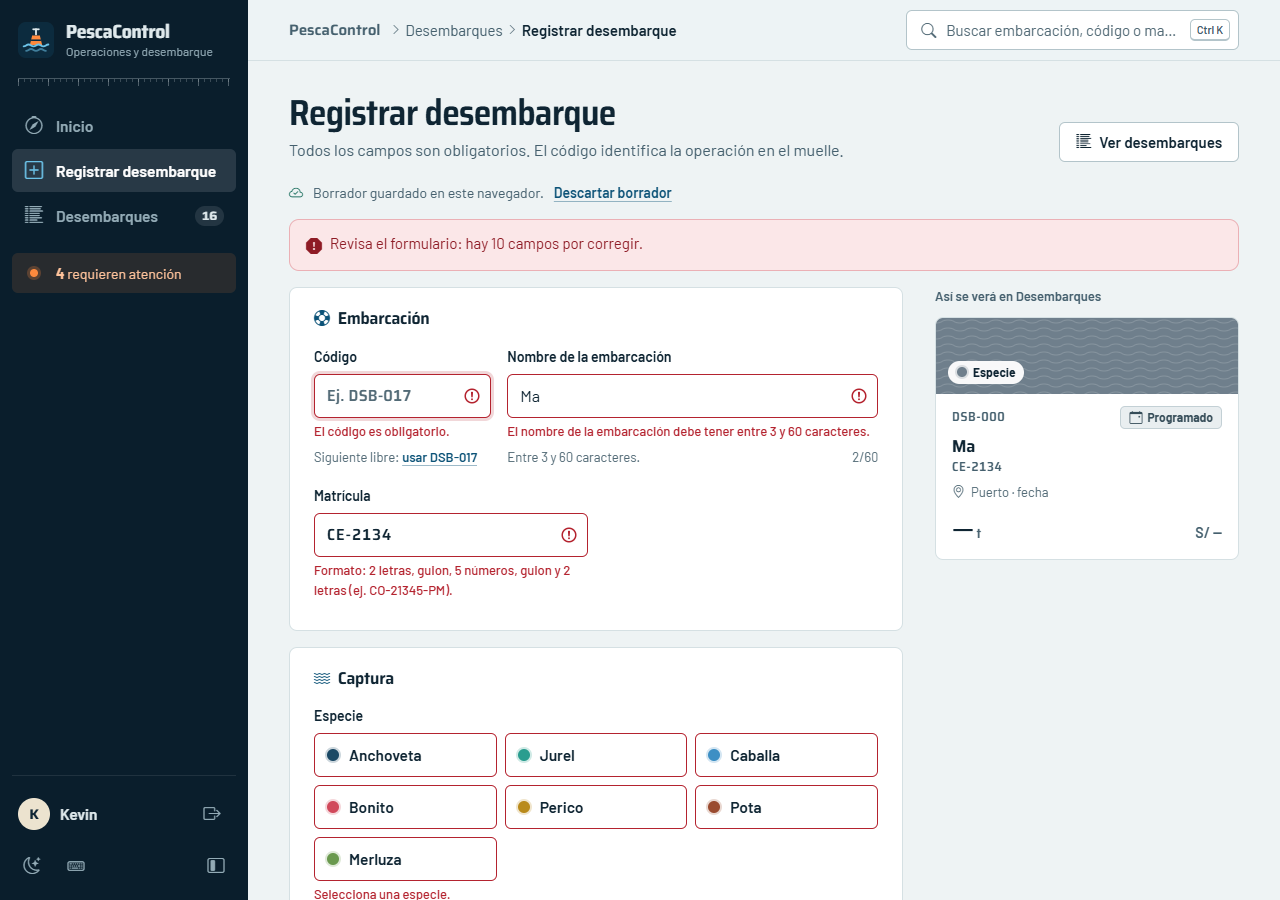 PescaControl
Operaciones y desembarque
Inicio
Registrar desembarque
Desembarques 16
4 requieren atención
K Kevin
PescaControl > Desembarques > Registrar desembarque
Buscar embarcación, código o ma... Ctrl K
Registrar desembarque
Todos los campos son obligatorios. El código identifica la operación en el muelle.
Ver desembarques
Borrador guardado en este navegador. Descartar borrador
Revisa el formulario: hay 10 campos por corregir.
Embarcación
Código
Nombre de la embarcación
Ej. DSB-017
Ma
El código es obligatorio.
El nombre de la embarcación debe tener entre 3 y 60 caracteres.
Siguiente libre: usar DSB-017
Entre 3 y 60 caracteres. 2/60
Matrícula
CE-2134
Formato: 2 letras, guion, 5 números, guion y 2
letras (ej. CO-21345-PM).
Captura
Especie
Anchoveta
Jurel
Caballa
Bonito
Perico
Pota
Merluza
Selecciona una especie.
Así se verá en Desembarques
Especie
DSB-000 Programado
Ma
CE-2134
Puerto · fecha
— t S/ —